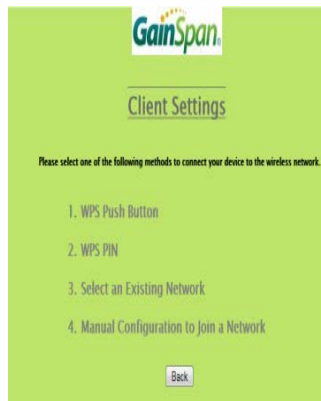 GainSpan.
Client Settings
Please select one of the following methods to connect your device to the wireless network.
1. WPS Push Button
2. WPS PIN
3. Select an Existing Network
4. Manual Configuration to Join a Network
Back